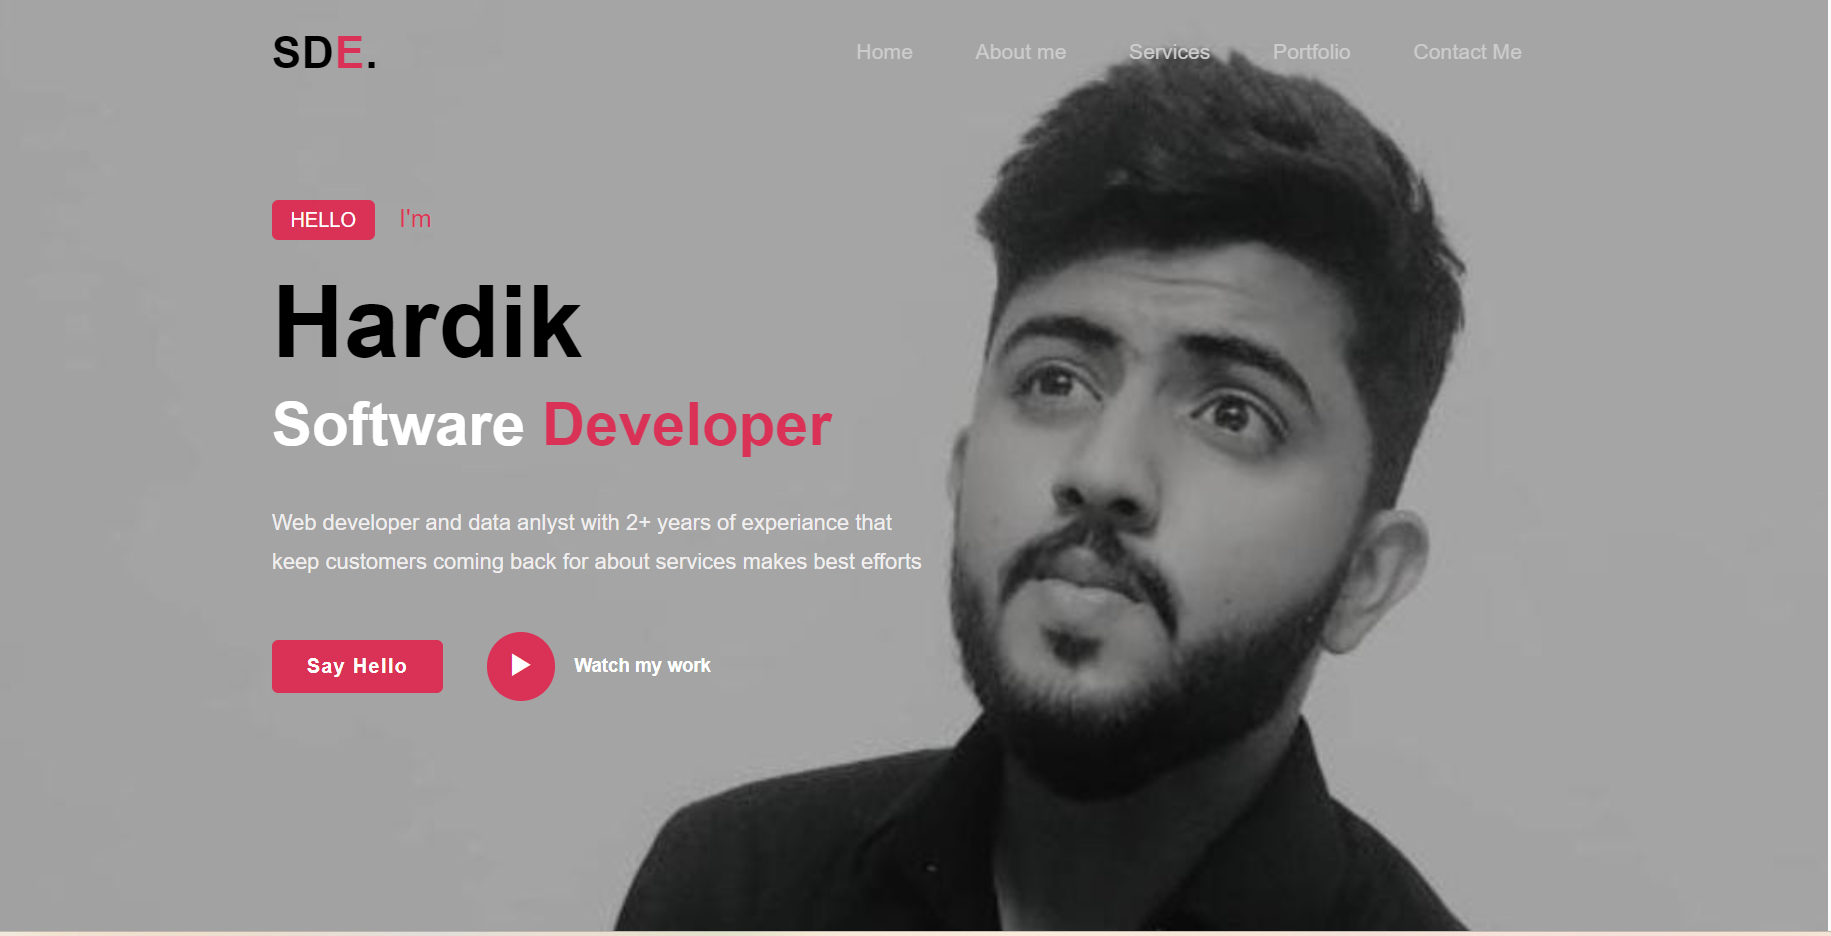 SDE.
Home About me Services Portfolio Contact Me
HELLO I'm
Hardik
Software Developer
Web developer and data anlyst with 2+ years of experiance that
keep customers coming back for about services makes best efforts
Say Hello Watch my work